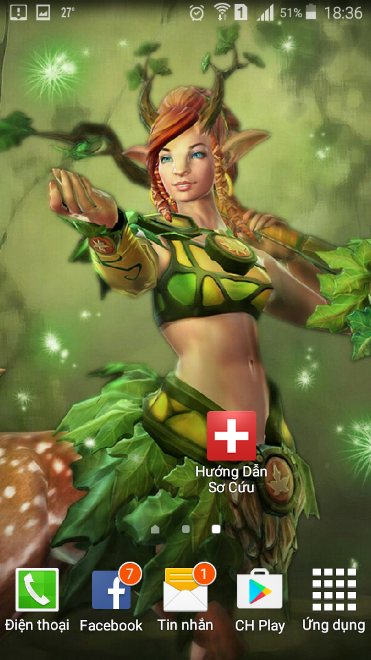 27°
1
51%
18:36
Hướng Dẫn
Sơ Cứu
7
1
Điện thoại
Facebook
Tin nhắn
CH Play
Ứng dụng